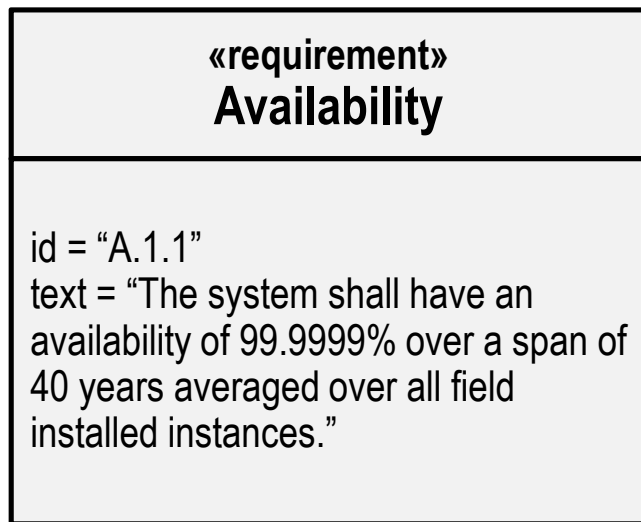 «requirement»
Availability
id = “A.1.1”
text = “The system shall have an
availability of 99.9999% over a span of
40 years averaged over all field
installed instances.”